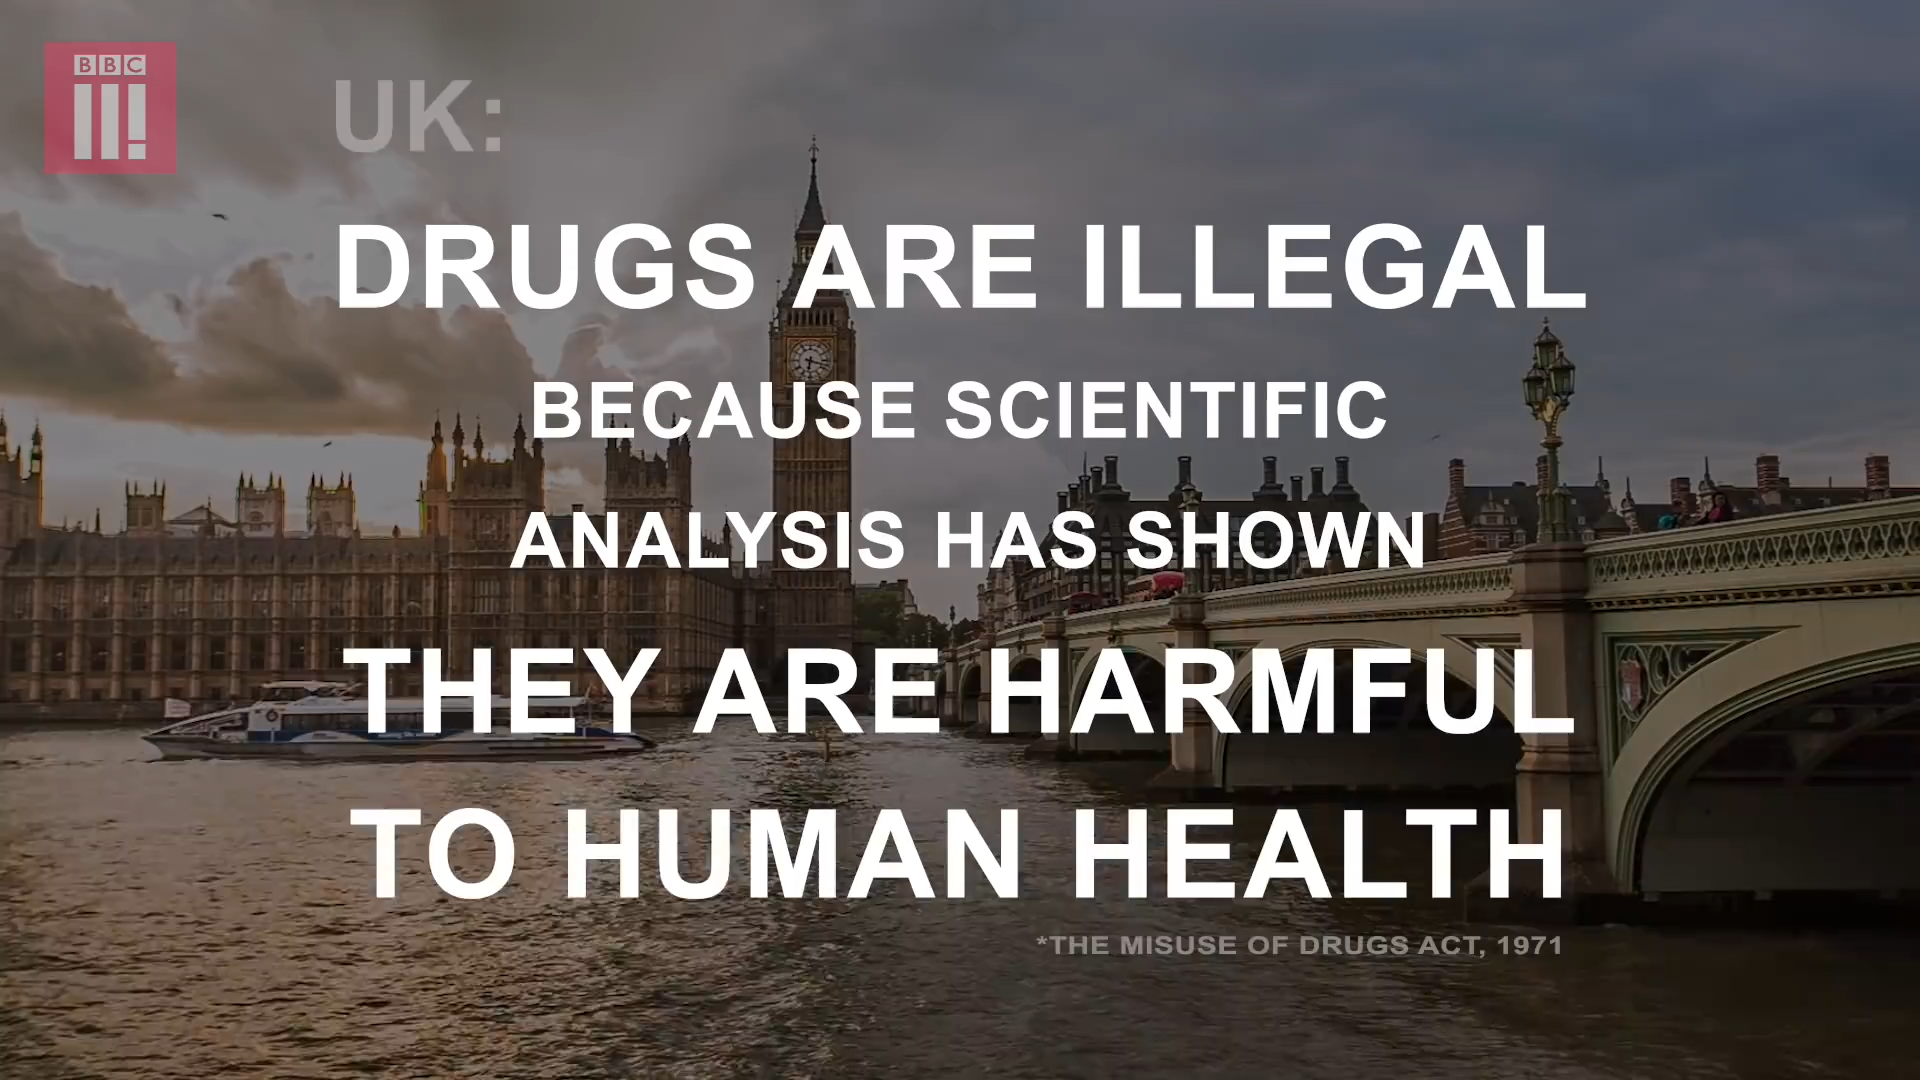 BBC
UK:
DRUGS ARE ILLEGAL
BECAUSE SCIENTIFIC
ANALYSIS HAS SHOWN
THEY ARE HARMFUL
TO HUMAN HEALTH
*THE MISUSE OF DRUGS ACT, 1971